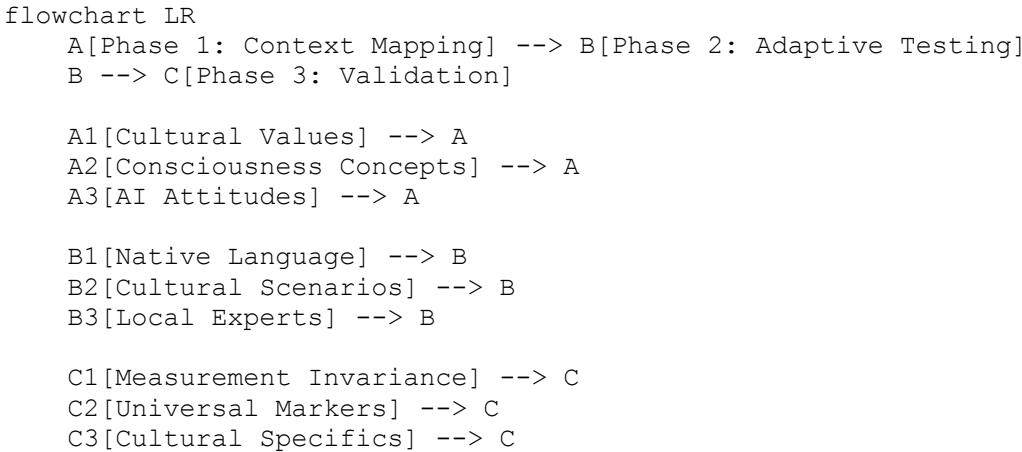 flowchart LR
    A[Phase 1: Context Mapping] --> B[Phase 2: Adaptive Testing]
    B --> C[Phase 3: Validation]

    A1[Cultural Values] --> A
    A2[Consciousness Concepts] --> A
    A3[AI Attitudes] --> A

    B1[Native Language] --> B
    B2[Cultural Scenarios] --> B
    B3[Local Experts] --> B

    C1[Measurement Invariance] --> C
    C2[Universal Markers] --> C
    C3[Cultural Specifics] --> C